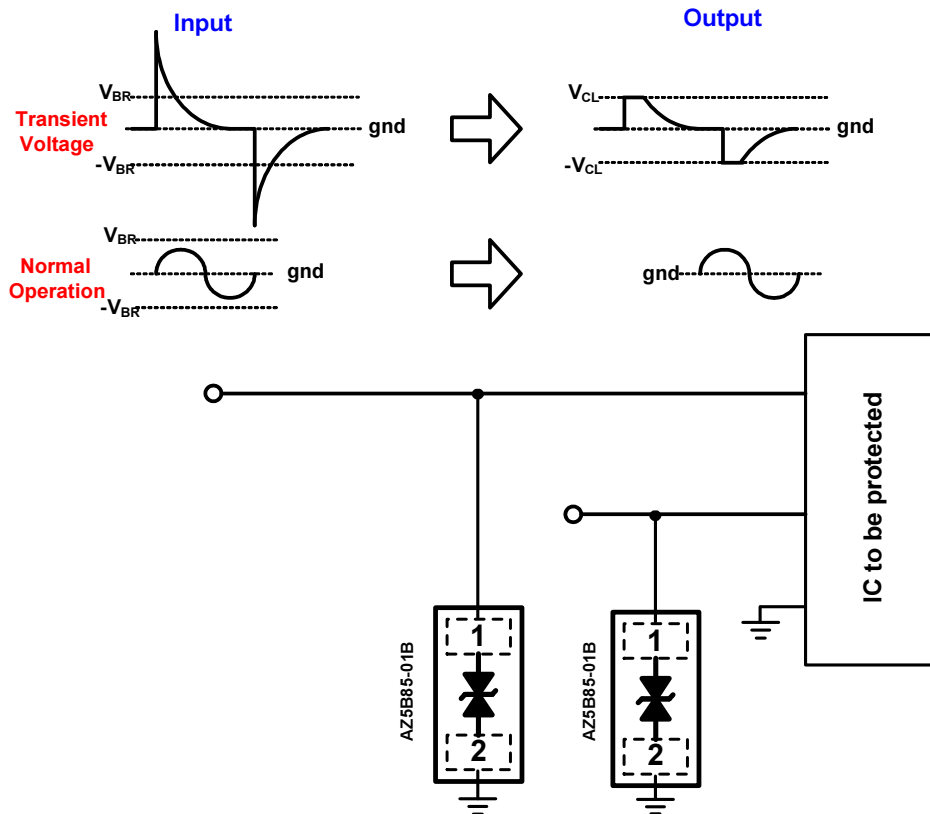 Input
Output
VBR
Transient
Voltage
gnd
-VBR
VCL
gnd
-VCL
VBR
Normal
Operation
gnd
-VBR
gnd
IC to be protected
AZ5B85-01B
1
2
AZ5B85-01B
1
2